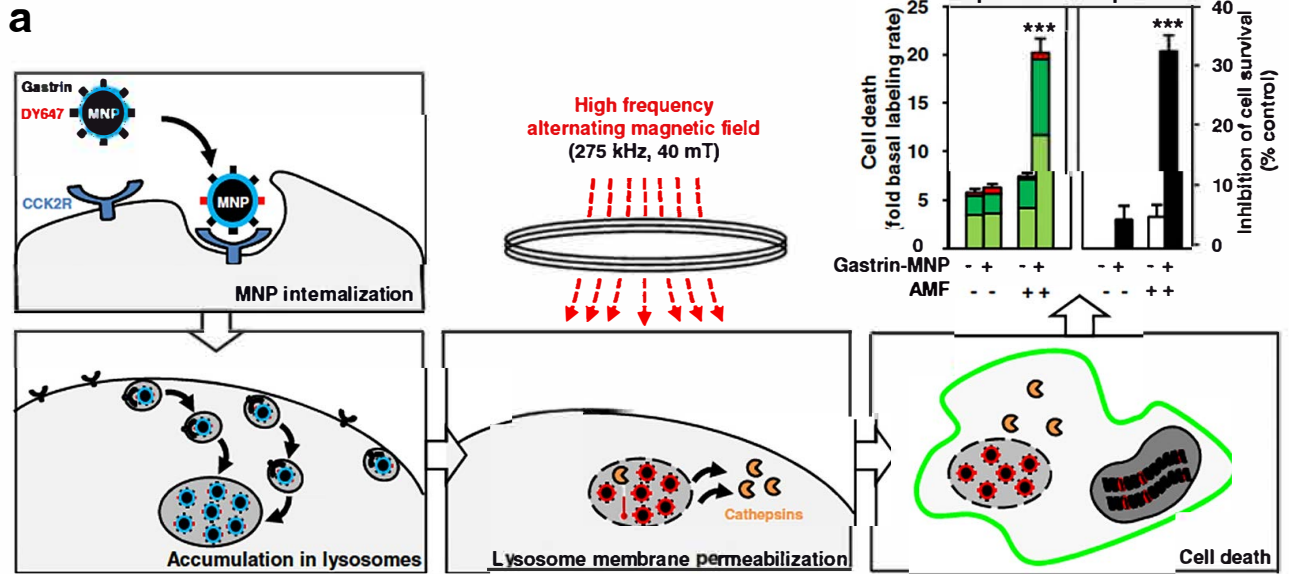 a
Gastrin
DY647
MNP
CCK2R
MNP
MNP internalization
High frequency
alternating magnetic field
(275 kHz, 40 mT)
Cell death
(fold basal labeling rate)
25
20
15
10
5
0
***
***
40
30
20
10
0
Inhibition of cell survival
(% control)
Gastrin-MNP - + - + - + - +
AMF - - + + - - + +
Accumulation in lysosomes
Cathepsins
Lysosome membrane permeabilization
Cell death